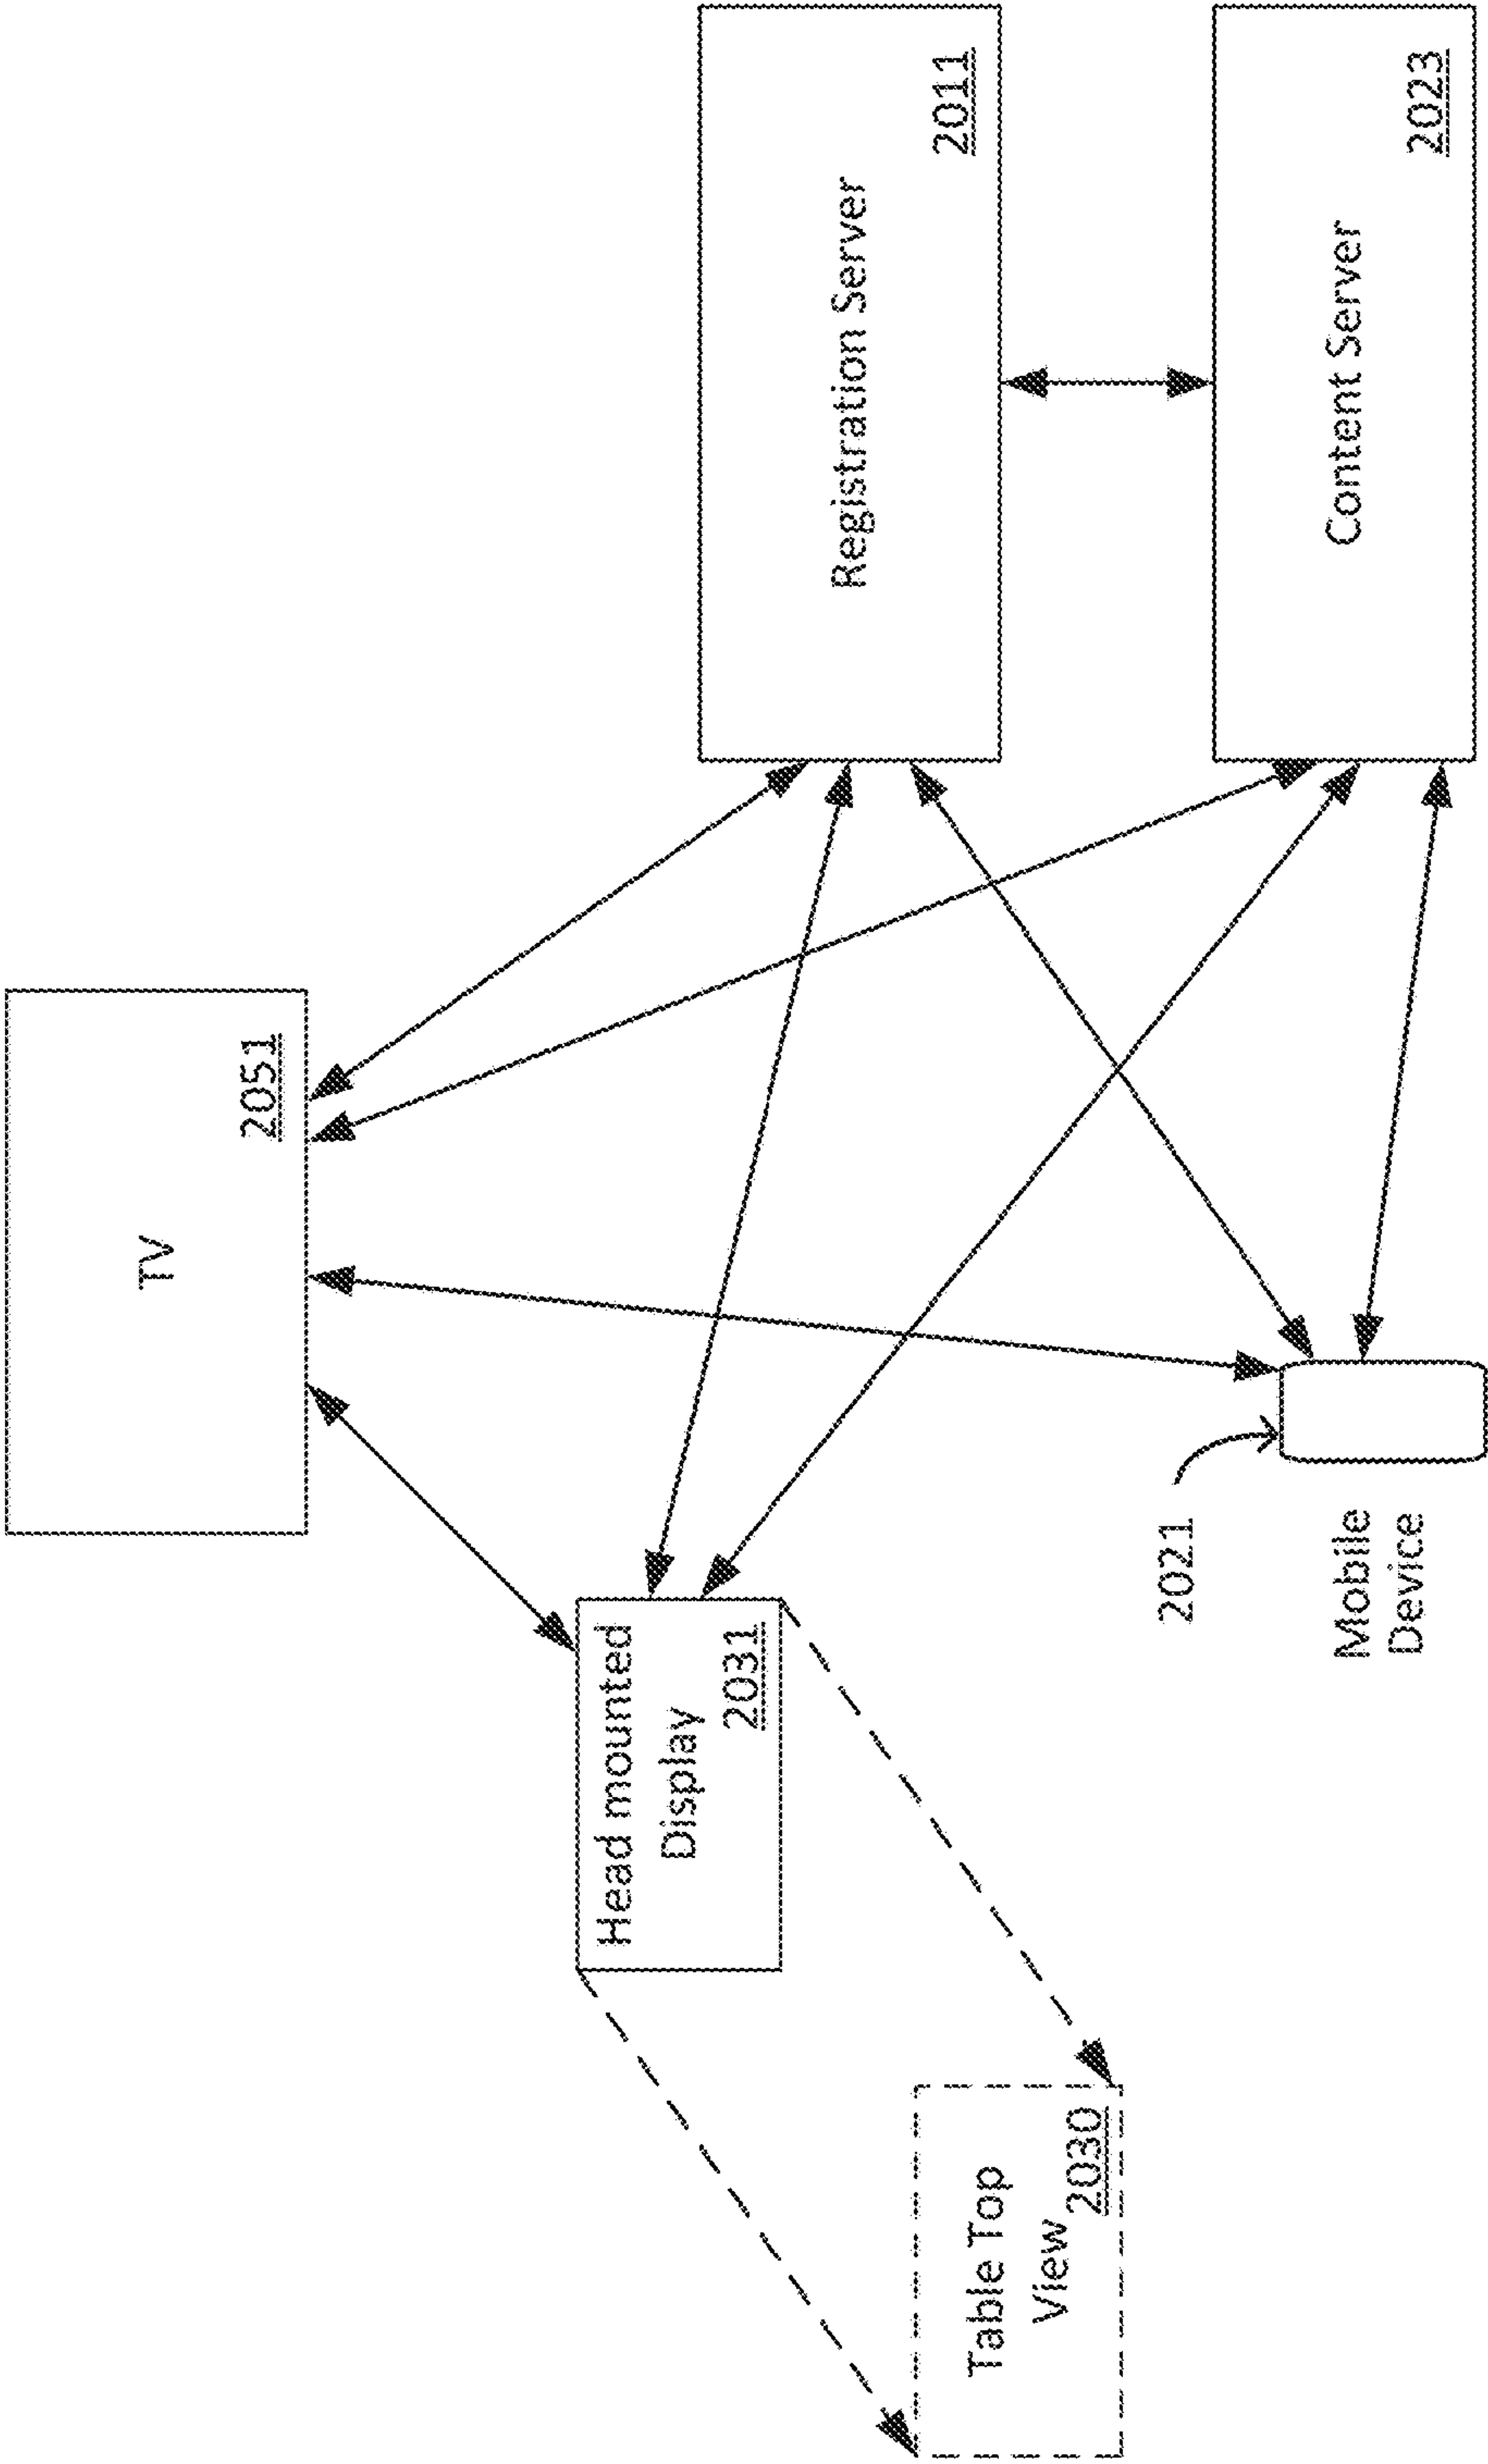 TV
2051
Head mounted
Display
2031
Table Top
View
2030
2021
Mobile
Device
Registration Server
2011
Content Server
2023